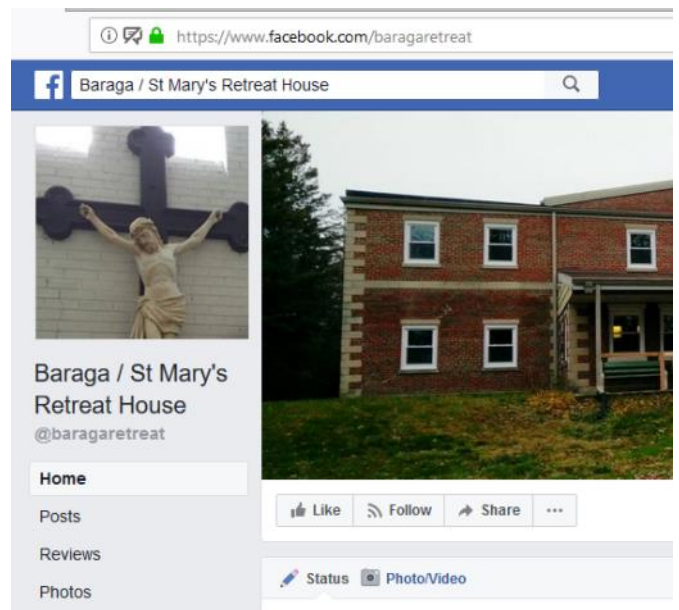 https://www.facebook.com/baragaretreat
f Baragа / St Mary's Retreat House
Baraga / St Mary's
Retreat House
@baragaretreat
Home
Posts
Reviews
Photos
Like Follow Share ...
Status Photo/Video